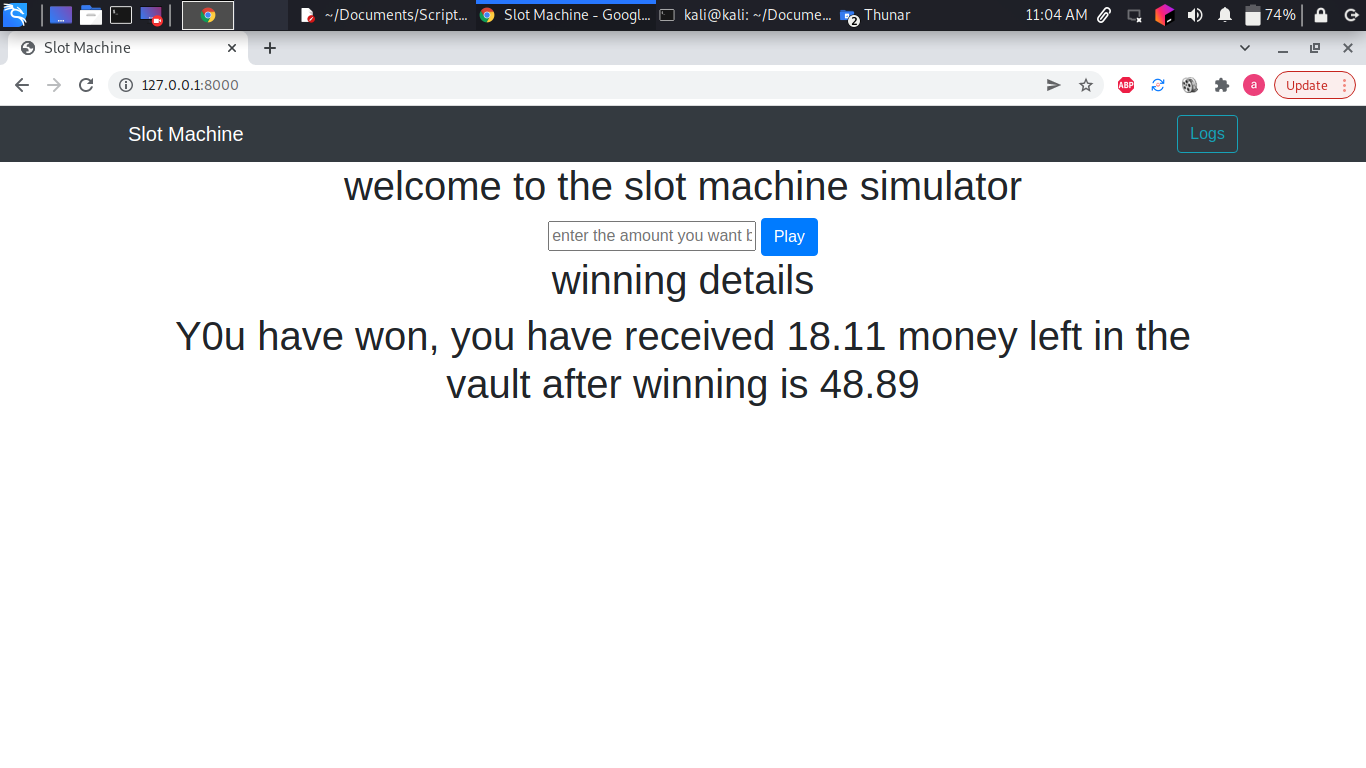 ~/Documents/Script... Slot Machine - Googl... kali@kali: ~/Docume... 2 Thunar 11:04 AM 74%
Slot Machine
127.0.0.1:8000 ABP a Update
Slot Machine Logs
welcome to the slot machine simulator
enter the amount you want b Play
winning details
Y0u have won, you have received 18.11 money left in the
vault after winning is 48.89